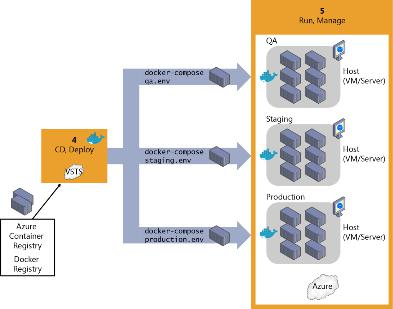 5
Run, Manage
QA
docker-compose
qa.env
Host
(VM/Server)
Staging
4
CD, Deploy
VSTS
docker-compose
staging.env
Host
(VM/Server)
Production
Azure
Container
Registry
Docker
Registry
docker-compose
production.env
Host
(VM/Server)
Azure